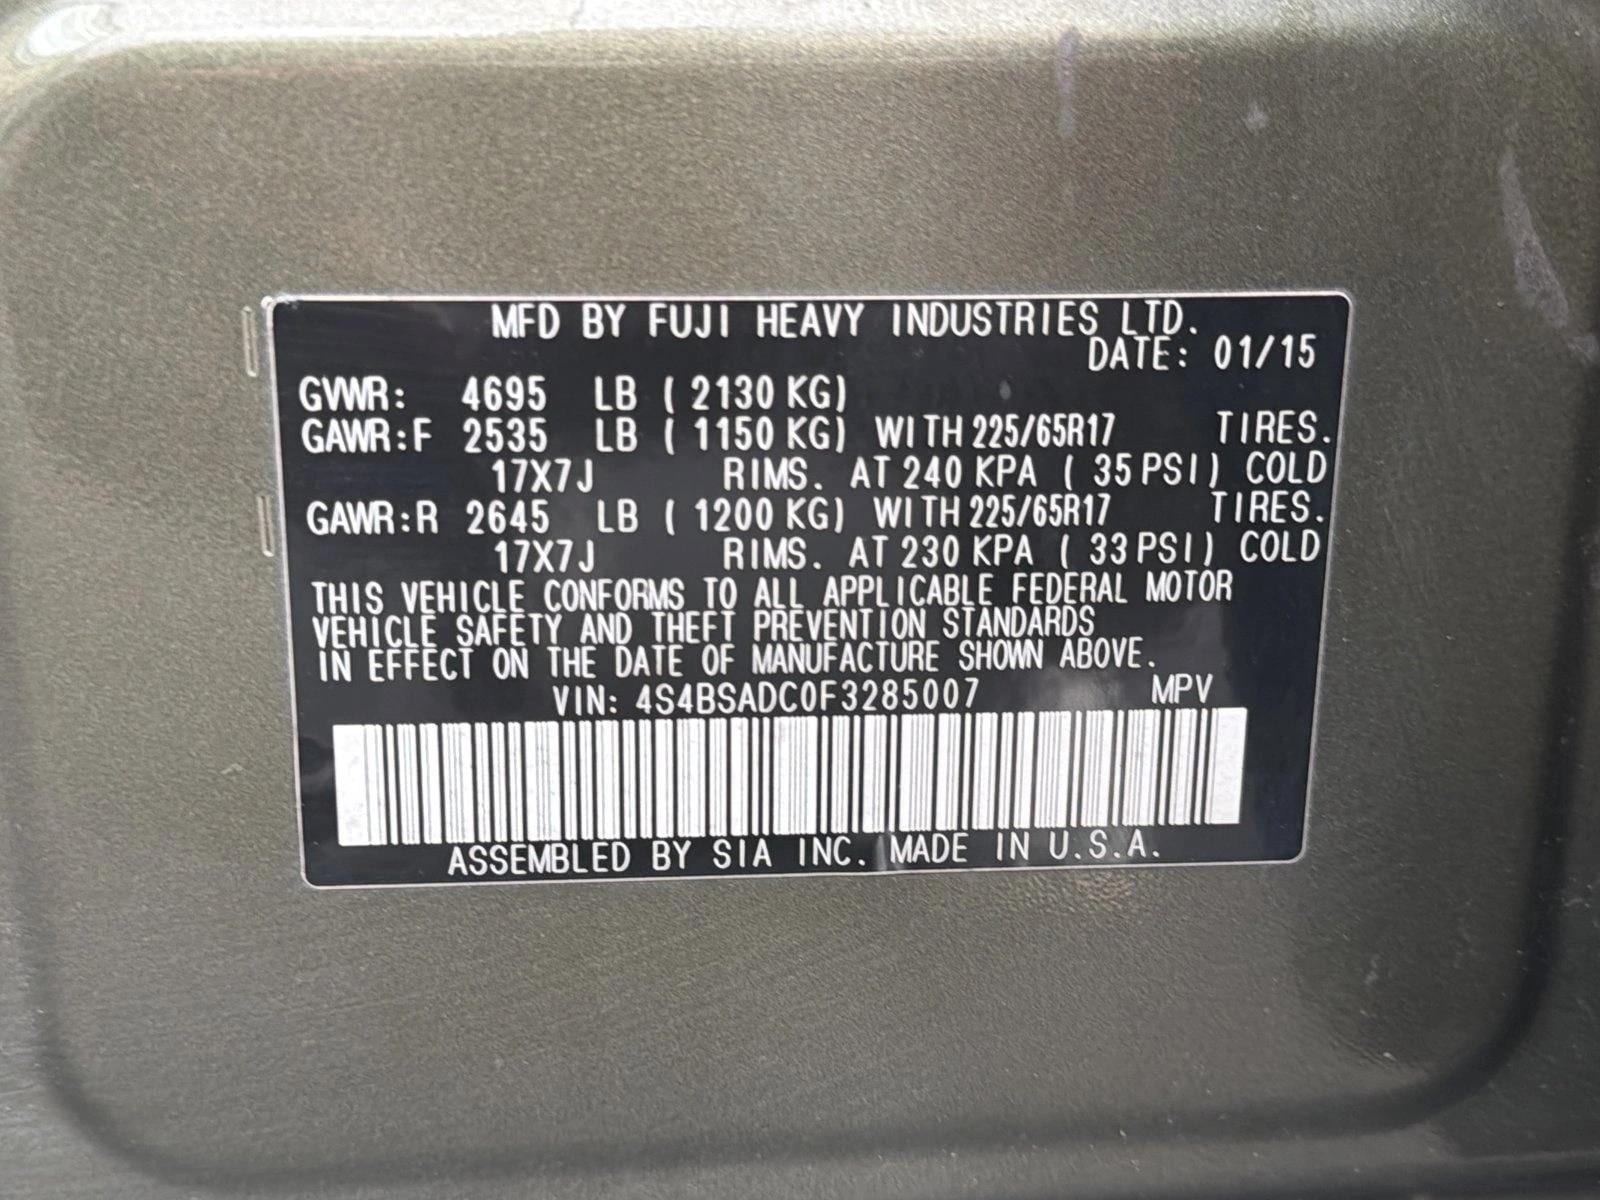 MFD BY FUJI HEAVY INDUSTRIES LTD.
DATE: 01/15
GVWR: 4695 LB ( 2130 KG)
GAWR:F 2535 LB ( 1150 KG) WITH 225/65R17 TIRES.
17X7J RIMS. AT 240 KPA ( 35 PSI) COLD
GAWR:R 2645 LB ( 1200 KG) WITH 225/65R17 TIRES.
17X7J RIMS. AT 230 KPA ( 33 PSI) COLD
THIS VEHICLE CONFORMS TO ALL APPLICABLE FEDERAL MOTOR
VEHICLE SAFETY AND THEFT PREVENTION STANDARDS
IN EFFECT ON THE DATE OF MANUFACTURE SHOWN ABOVE.
VIN: 4S4BSADC0F3285007 MPV
ASSEMBLED BY SIA INC. MADE IN U.S.A.